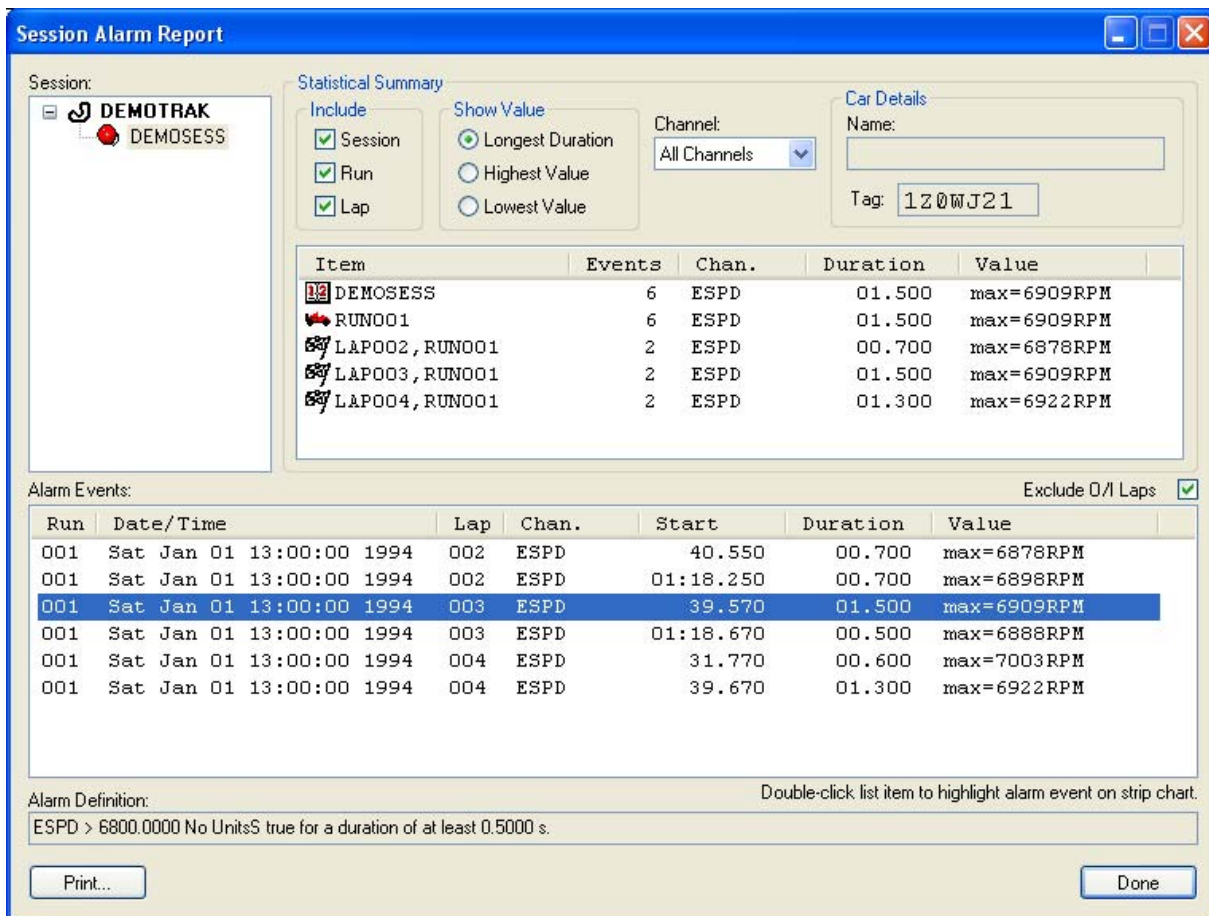 Session Alarm Report
Session:
DEMOTRAK
DEMOSESS
Statistical Summary
Include
Session
Run
Lap
Show Value
Longest Duration
Highest Value
Lowest Value
Channel:
All Channels
Car Details
Name:
Tag: 1Z0WJ21
Item Events Chan. Duration Value
DEMOSESS 6 ESPD 01.500 max=6909RPM
RUN001 6 ESPD 01.500 max=6909RPM
LAP002,RUN001 2 ESPD 00.700 max=6878RPM
LAP003,RUN001 2 ESPD 01.500 max=6909RPM
LAP004,RUN001 2 ESPD 01.300 max=6922RPM
Alarm Events: Exclude O/I Laps
Run Date/Time Lap Chan. Start Duration Value
001 Sat Jan 01 13:00:00 1994 002 ESPD 40.550 00.700 max=6878RPM
001 Sat Jan 01 13:00:00 1994 002 ESPD 01:18.250 00.700 max=6898RPM
001 Sat Jan 01 13:00:00 1994 003 ESPD 39.570 01.500 max=6909RPM
001 Sat Jan 01 13:00:00 1994 003 ESPD 01:18.670 00.500 max=6888RPM
001 Sat Jan 01 13:00:00 1994 004 ESPD 31.770 00.600 max=7003RPM
001 Sat Jan 01 13:00:00 1994 004 ESPD 39.670 01.300 max=6922RPM
Alarm Definition: Double-click list item to highlight alarm event on strip chart.
ESPD > 6800.0000 No UnitsS true for a duration of at least 0.5000 s.
Print... Done